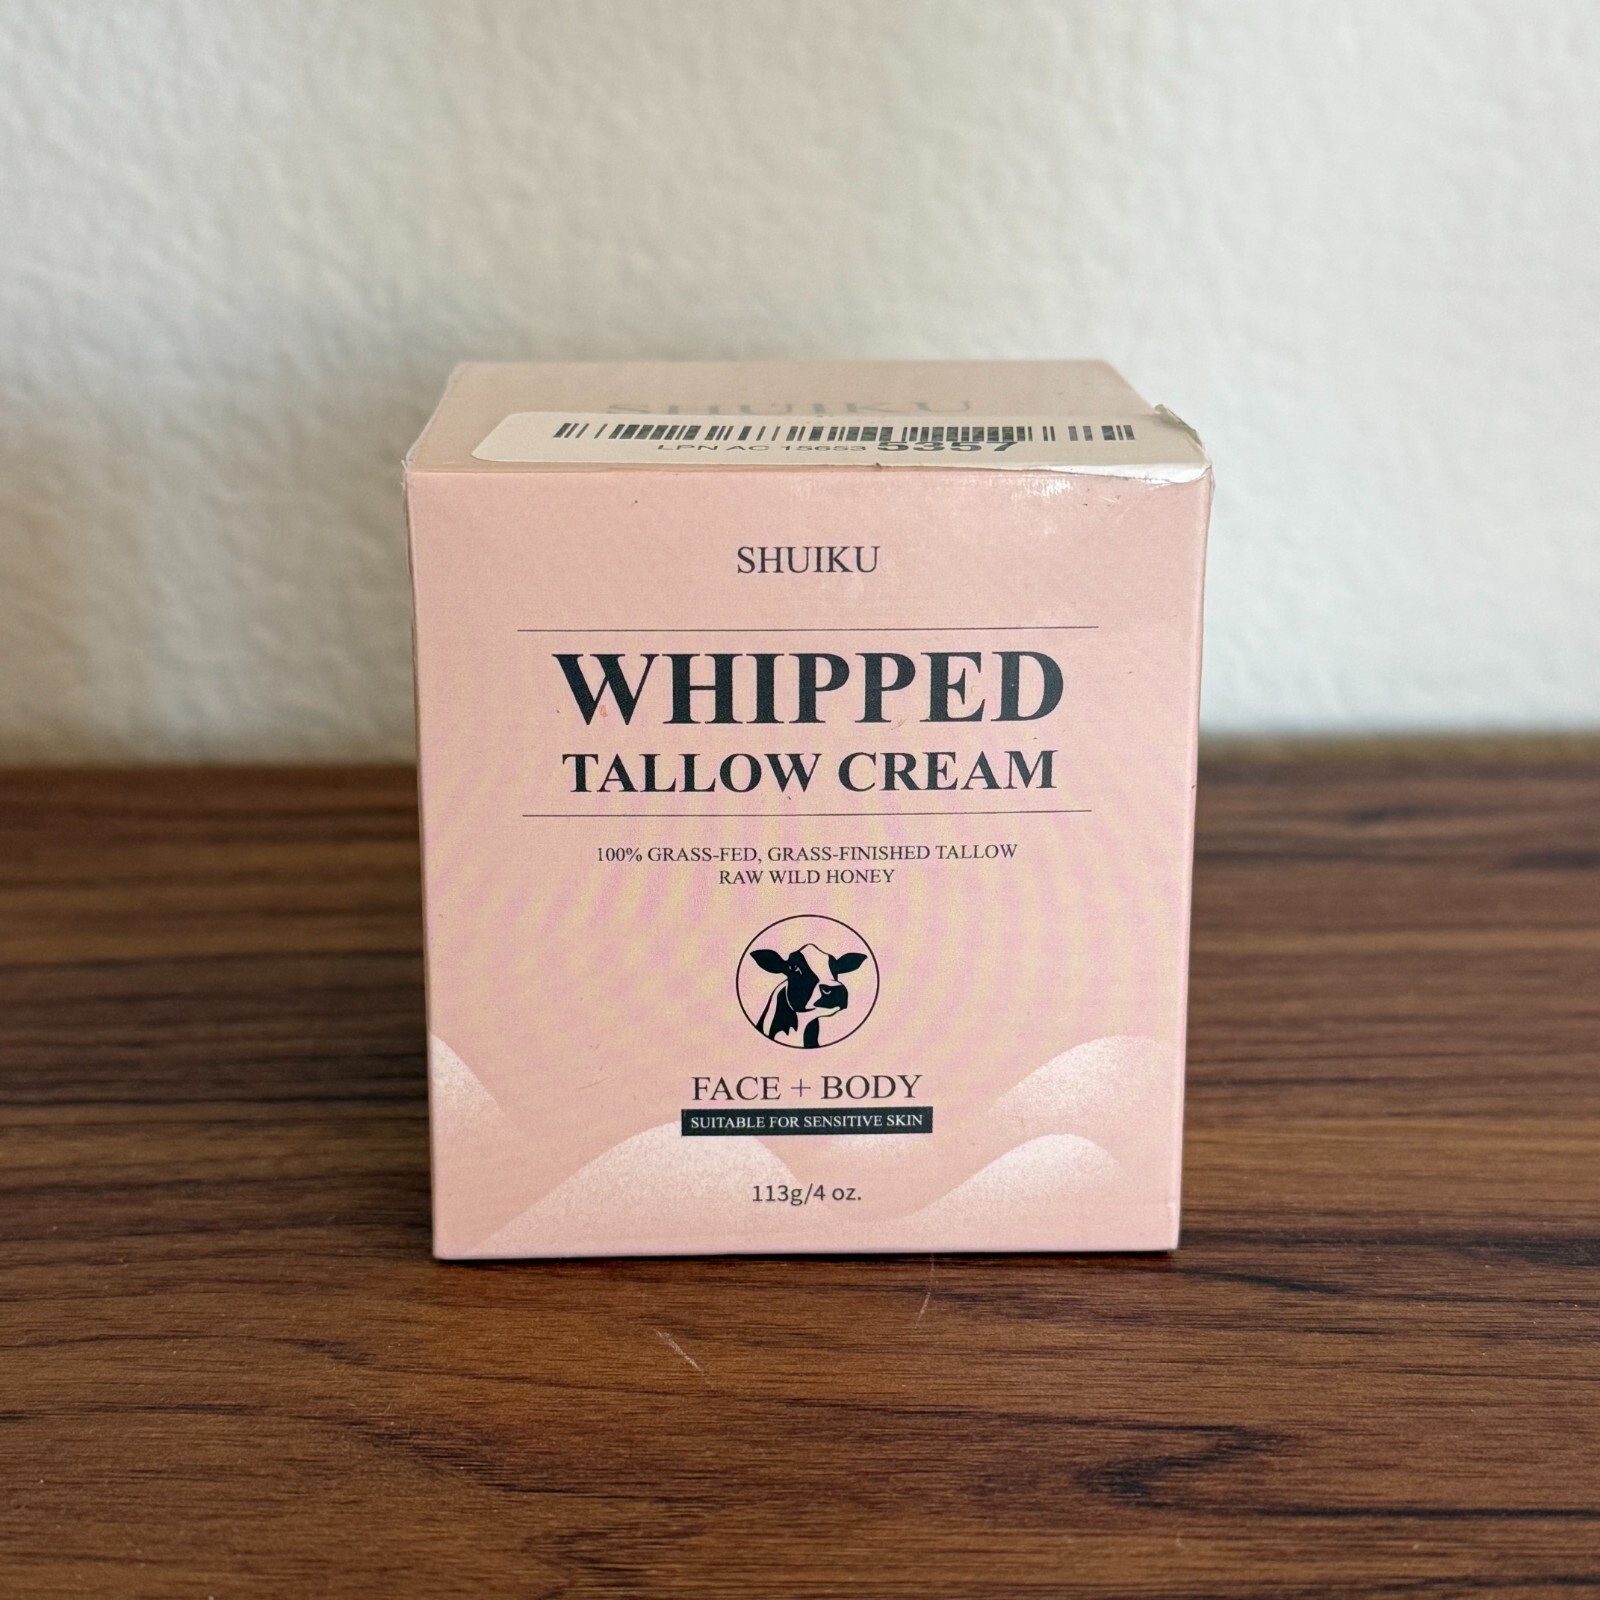 SHUIKU
LPN AC 15653 5357
SHUIKU
WHIPPED
TALLOW CREAM
100% GRASS-FED, GRASS-FINISHED TALLOW
RAW WILD HONEY
FACE + BODY
SUITABLE FOR SENSITIVE SKIN
113g/4 oz.